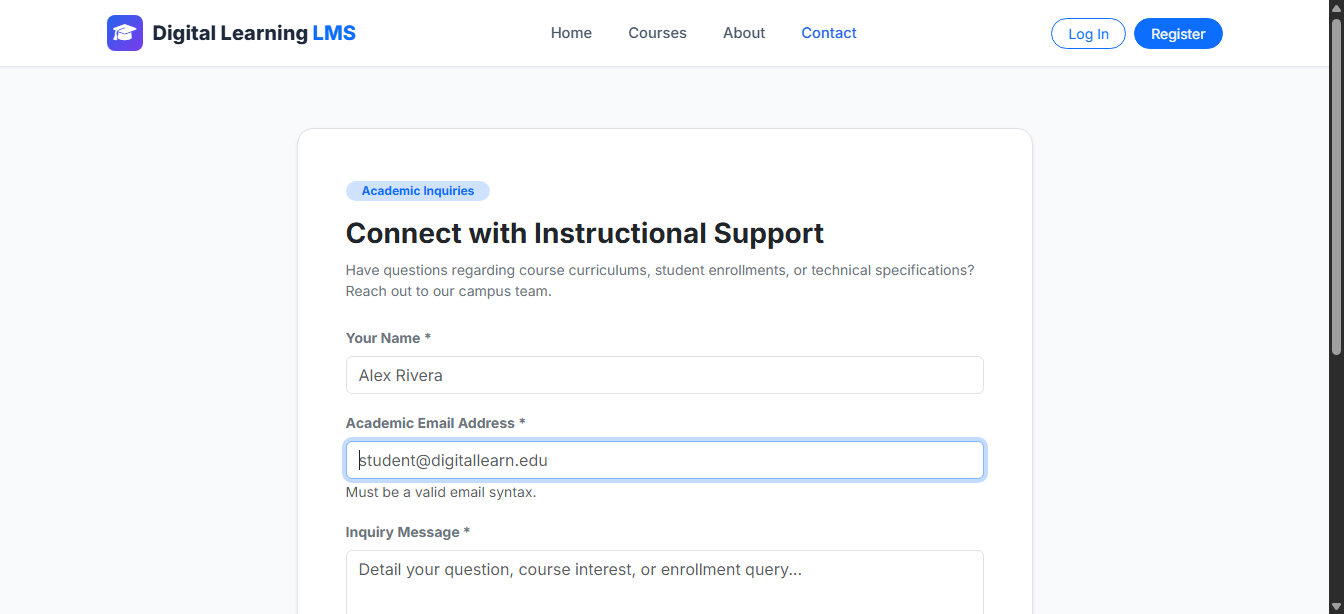 Digital Learning LMS
Home
Courses
About
Contact
Log In
Register
Academic Inquiries
Connect with Instructional Support
Have questions regarding course curriculums, student enrollments, or technical specifications?
Reach out to our campus team.
Your Name *
Alex Rivera
Academic Email Address *
student@digitallearn.edu
Must be a valid email syntax.
Inquiry Message *
Detail your question, course interest, or enrollment query...